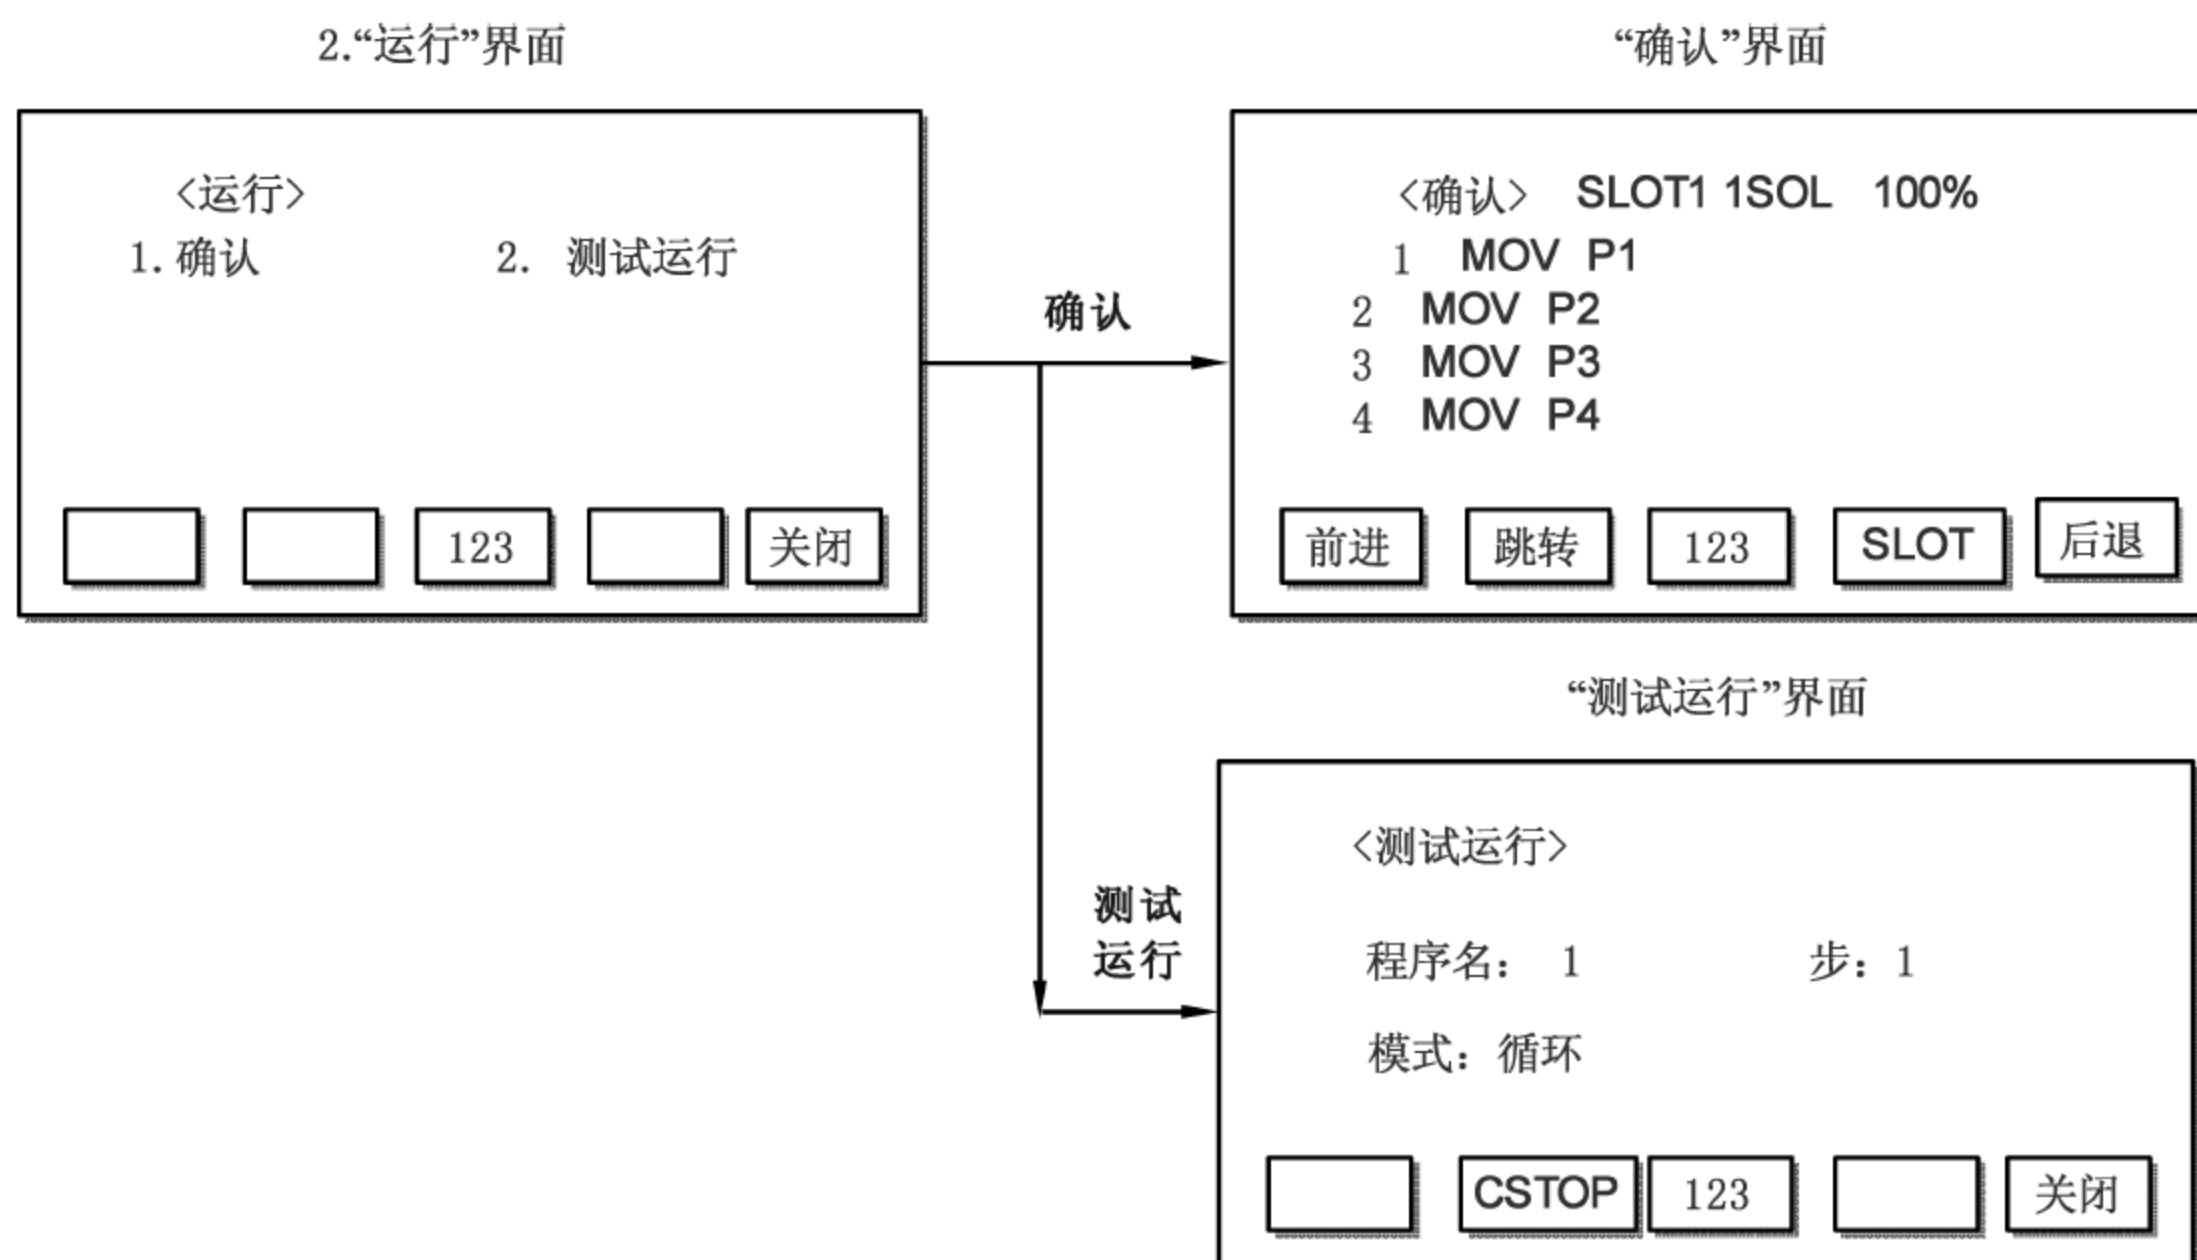 2.“运行”界面
<运行>
1.确认 2. 测试运行
123 关闭
确认
“确认”界面
<确认> SLOT1 1SOL 100%
1 MOV P1
2 MOV P2
3 MOV P3
4 MOV P4
前进 跳转 123 SLOT 后退
测试
运行
“测试运行”界面
<测试运行>
程序名： 1 步：1
模式：循环
CSTOP 123 关闭